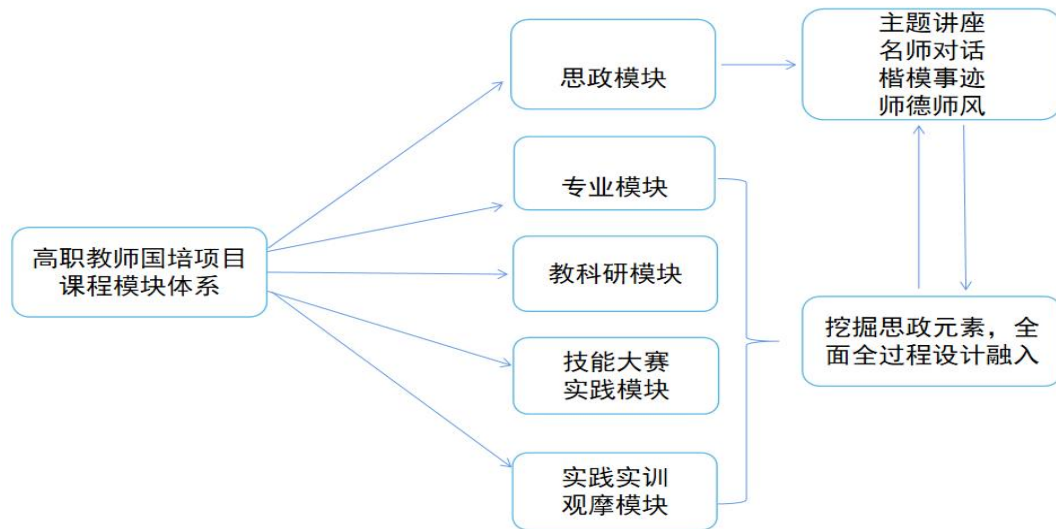 高职教师国培项目
课程模块体系
思政模块
专业模块
教科研模块
技能大赛
实践模块
实践实训
观摩模块
主题讲座
名师对话
楷模事迹
师德师风
挖掘思政元素，全
面全过程设计融入